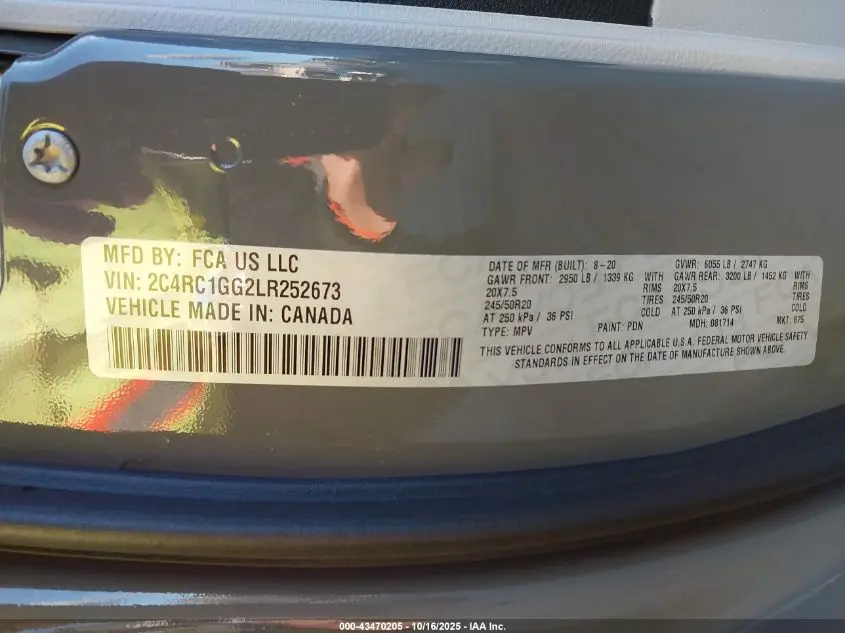 MFD BY: FCA US LLC
VIN: 2C4RC1GG2LR252673
VEHICLE MADE IN: CANADA
DATE OF MFR (BUILT): 8-20 GVWR: 6055 LB / 2747 KG
GAWR FRONT: 2950 LB / 1339 KG WITH GAWR REAR: 3200 LB / 1452 KG WITH
20X7.5 RIMS 20X7.5 RIMS
245/50R20 TIRES 245/50R20 TIRES
AT 250 kPa / 36 PSI COLD AT 250 kPa / 36 PSI COLD
TYPE: MPV PAINT: PDN MDH: 081714 MKT: 875
THIS VEHICLE CONFORMS TO ALL APPLICABLE U.S.A. FEDERAL MOTOR VEHICLE SAFETY
STANDARDS IN EFFECT ON THE DATE OF MANUFACTURE SHOWN ABOVE.
000-43470205 - 10/16/2025 - IAA Inc.